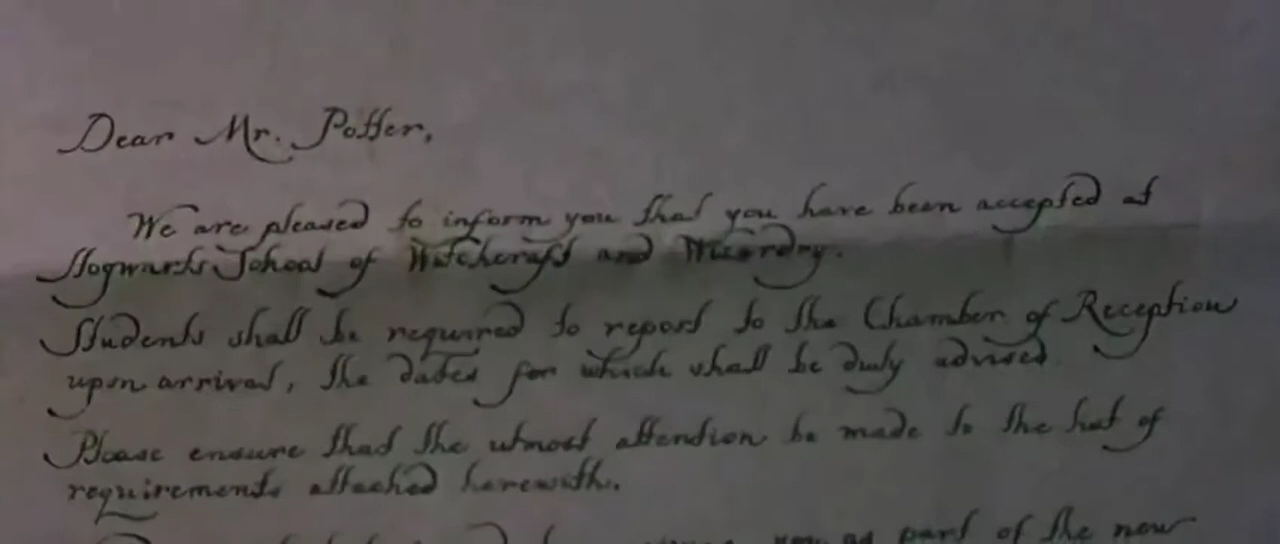 Dear Mr. Potter,
We are pleased to inform you that you have been accepted at
Hogwarts School of Witchcraft and Wizardry.
Students shall be required to report to the Chamber of Reception
upon arrival, the dates for which shall be duly advised.
Please ensure that the utmost attention be made to the list of
requirements attached herewith.
you as part of the new